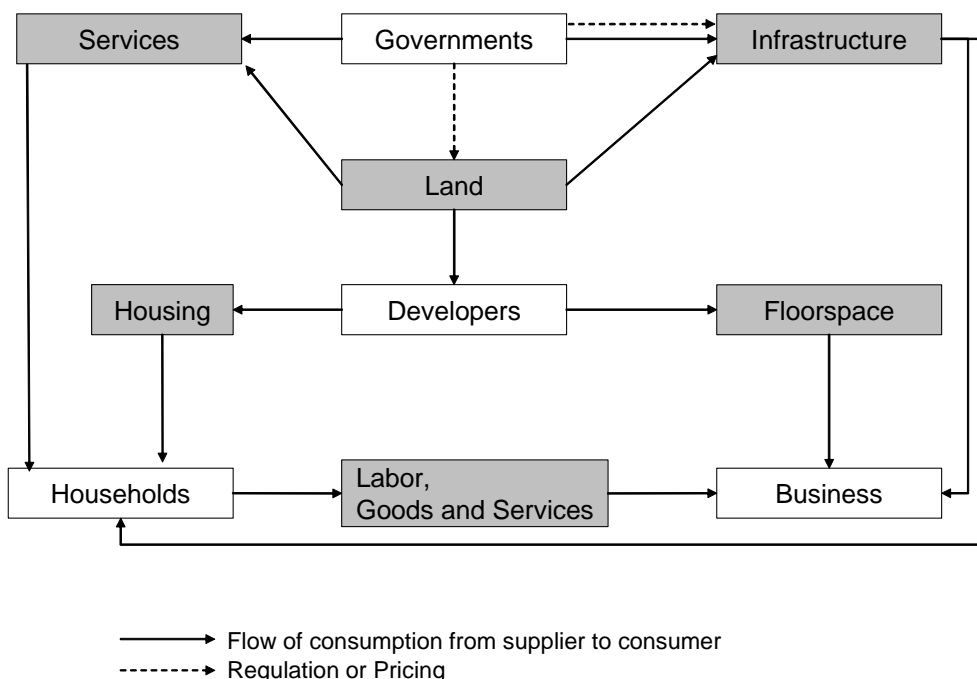 Services
Governments
Infrastructure
Land
Housing
Developers
Floorspace
Households
Labor,
Goods and Services
Business
Flow of consumption from supplier to consumer
Regulation or Pricing